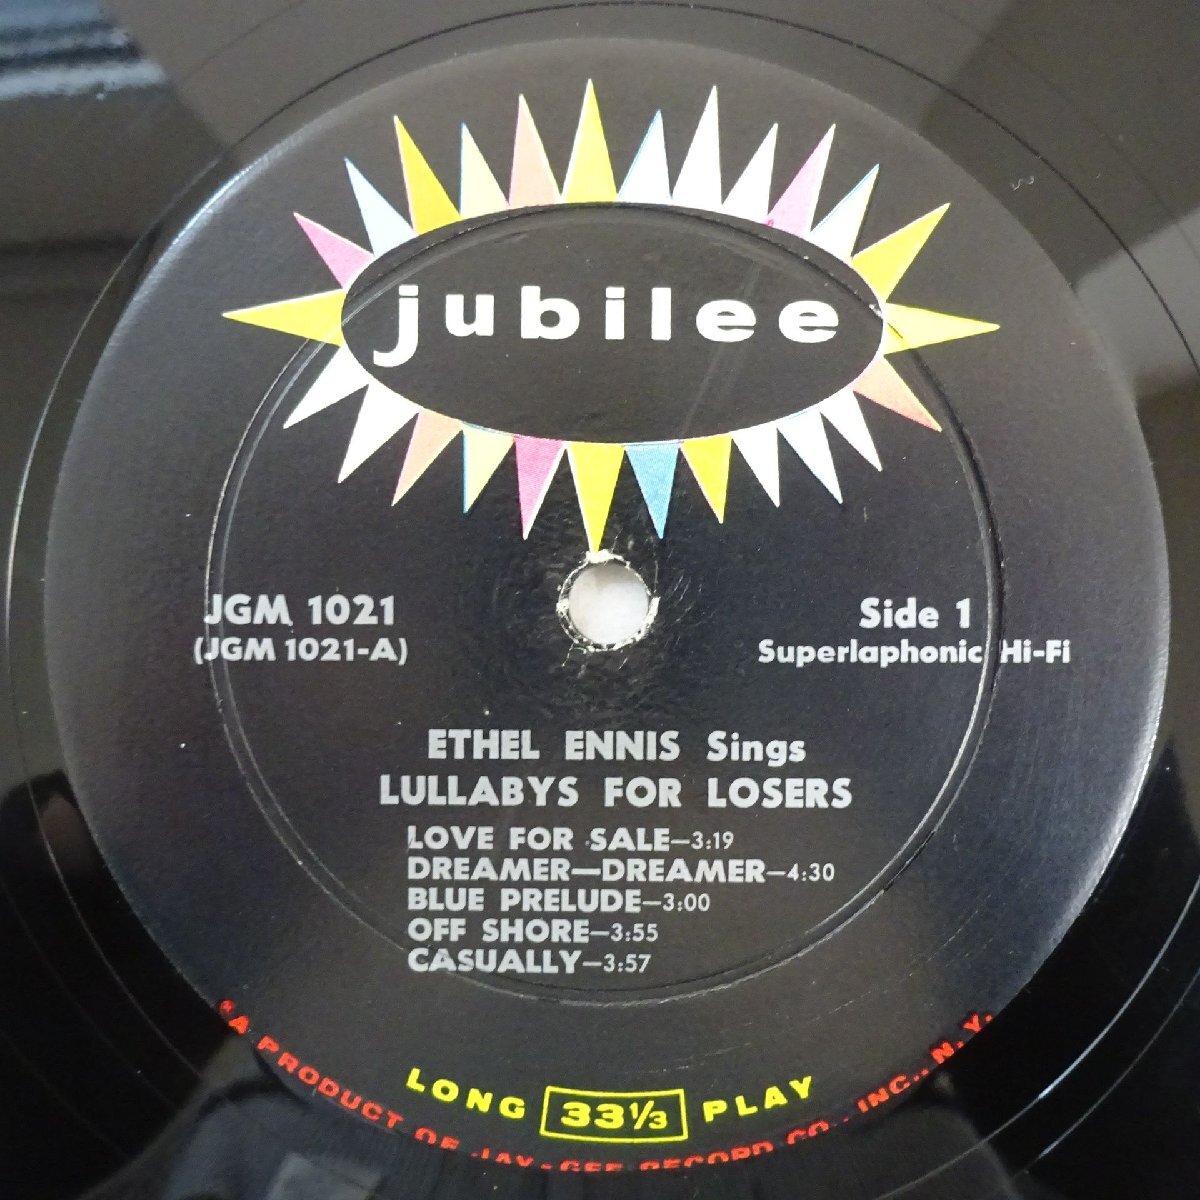 jubilee
JGM 1021
(JGM 1021-A)
Side 1
Superlaphonic Hi-Fi
ETHEL ENNIS Sings
LULLABYS FOR LOSERS
LOVE FOR SALE—3:19
DREAMER—DREAMER—4:30
BLUE PRELUDE—3:00
OFF SHORE—3:55
CASUALLY—3:57
LONG 33⅓ PLAY
*A PRODUCT OF JAY-GEE RECORD CO., INC., N. Y.